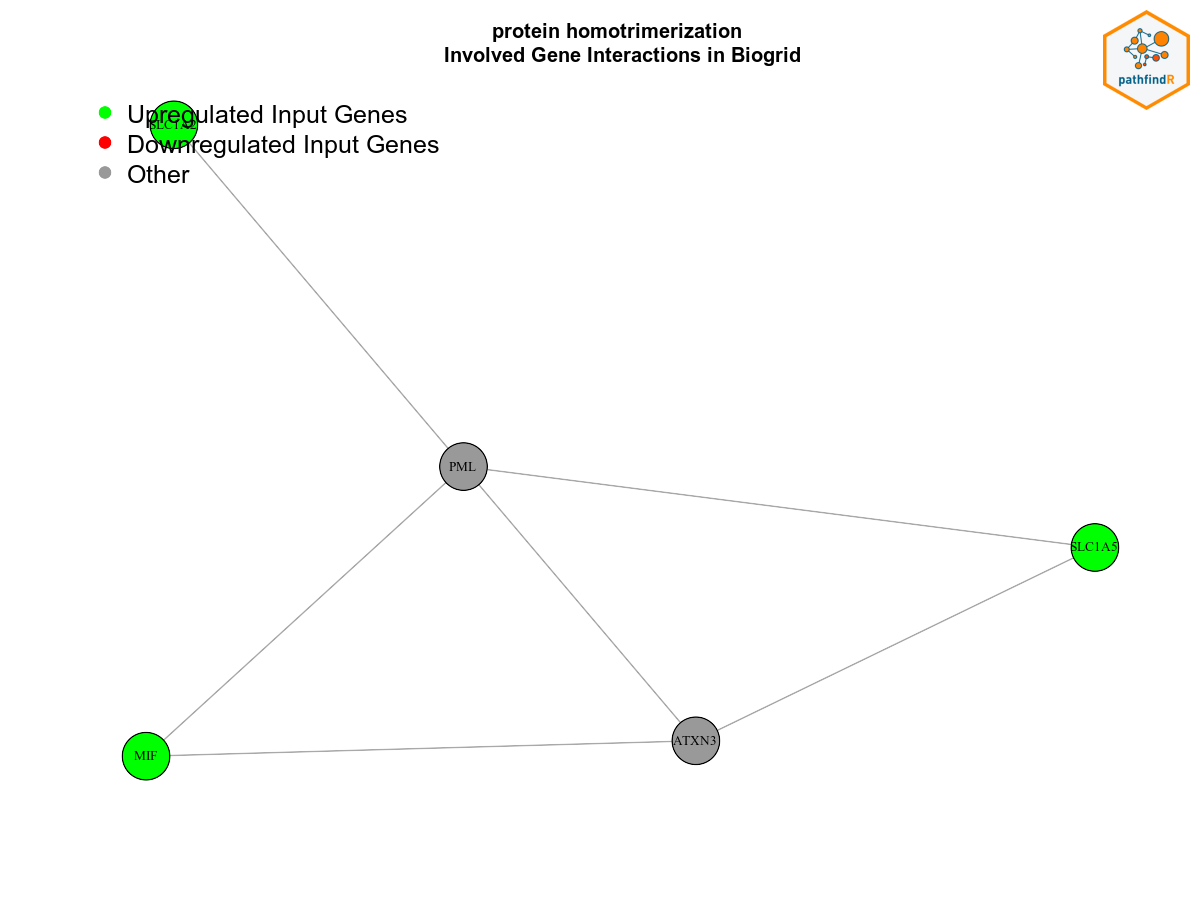 protein homotrimerization
Involved Gene Interactions in Biogrid
pathfindR
Upregulated Input Genes
SLC1A2
Downregulated Input Genes
Other
PML
SLC1A5
ATXN3
MIF